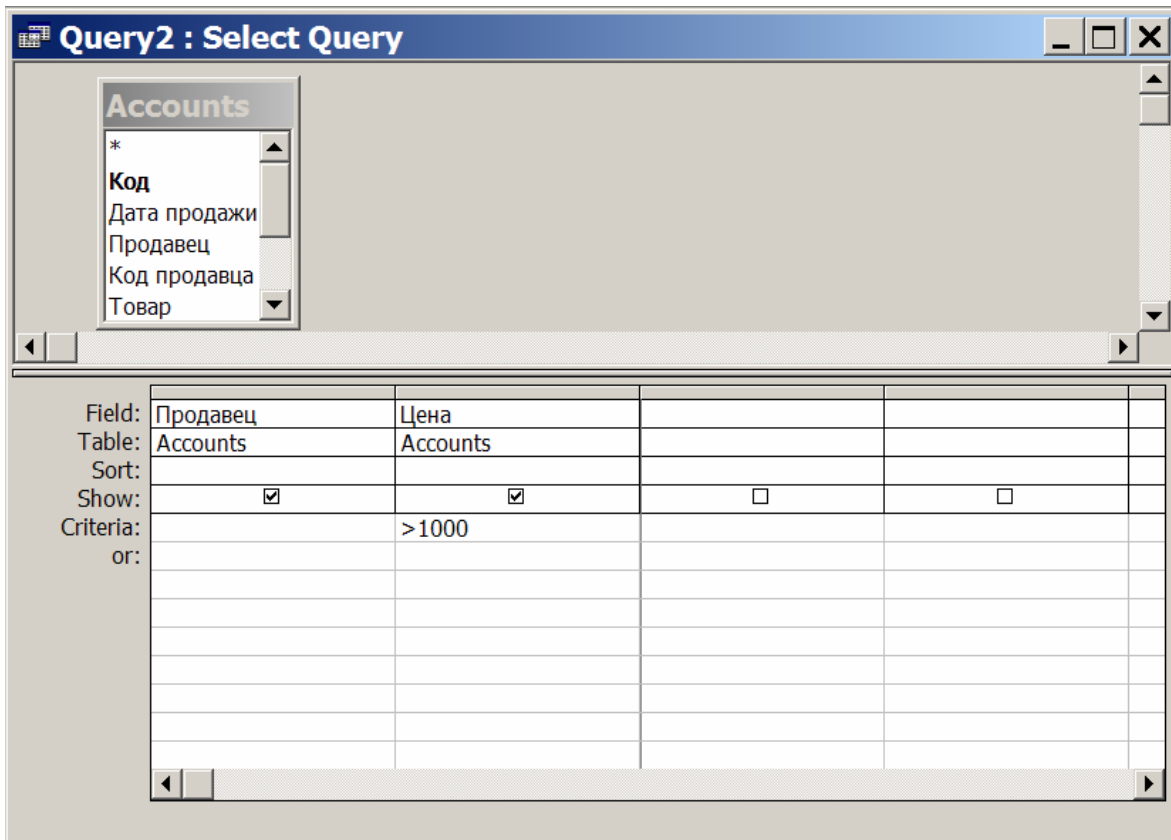 Query2 : Select Query
Accounts
*
Код
Дата продажи
Продавец
Код продавца
Товар
Field: Продавец Цена
Table: Accounts Accounts
Sort:
Show:
Criteria: >1000
or: